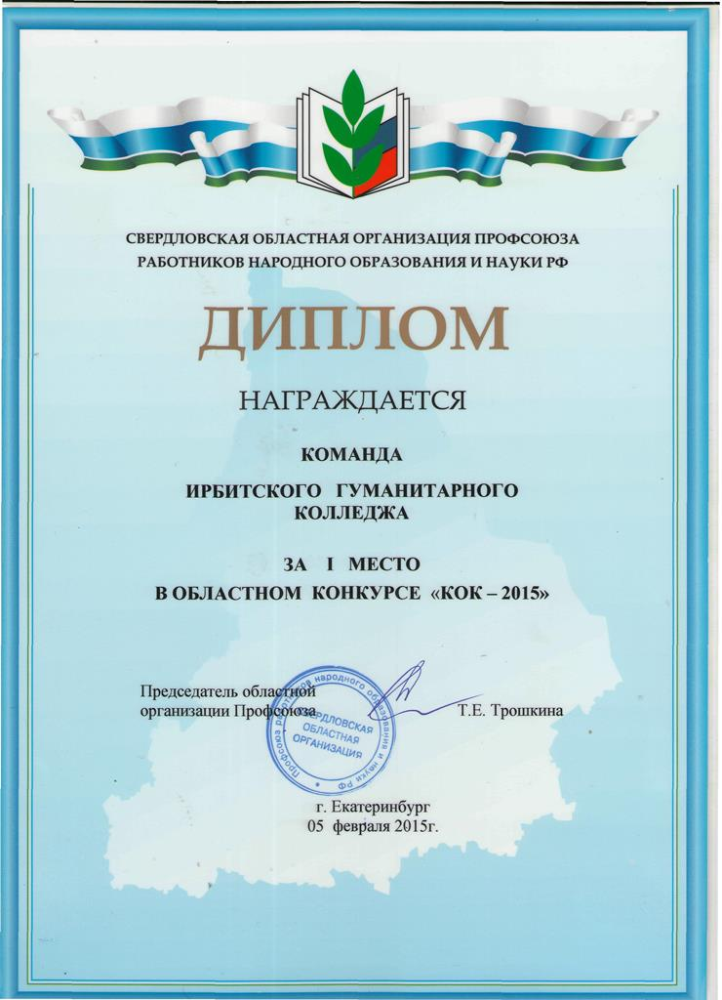 СВЕРДЛОВСКАЯ ОБЛАСТНАЯ ОРГАНИЗАЦИЯ ПРОФСОЮЗА
РАБОТНИКОВ НАРОДНОГО ОБРАЗОВАНИЯ И НАУКИ РФ
ДИПЛОМ
НАГРАЖДАЕТСЯ
КОМАНДА
ИРБИТСКОГО ГУМАНИТАРНОГО
КОЛЛЕДЖА
ЗА I МЕСТО
В ОБЛАСТНОМ КОНКУРСЕ «КОК – 2015»
Председатель областной
организации Профсоюза
Т.Е. Трошкина
Профсоюз работников народного образования и науки РФ
СВЕРДЛОВСКАЯ
ОБЛАСТНАЯ
ОРГАНИЗАЦИЯ
г. Екатеринбург
05 февраля 2015г.